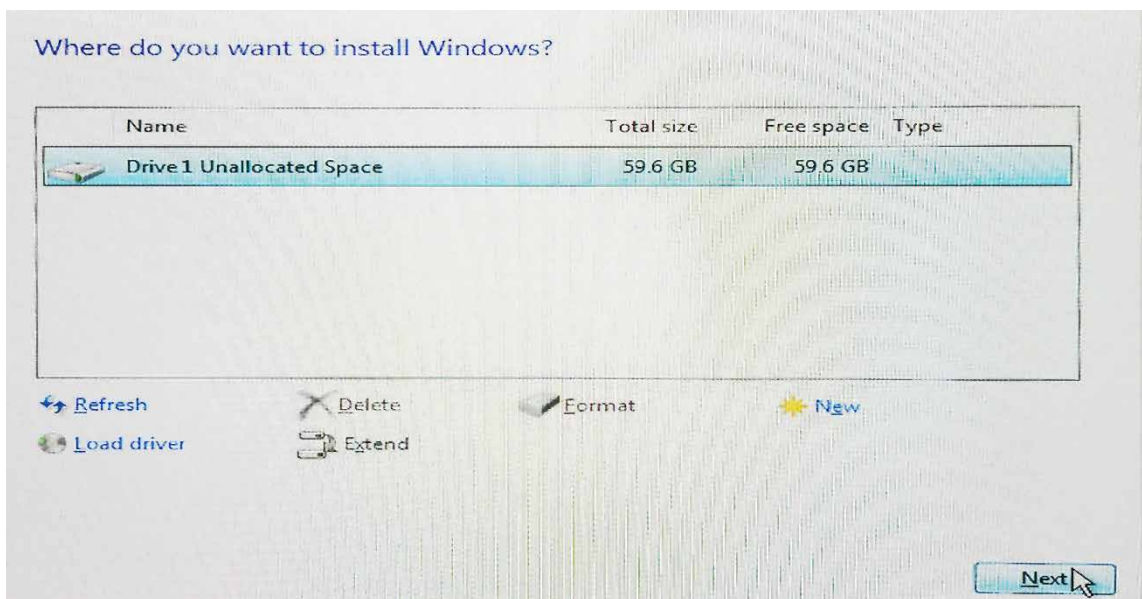 Where do you want to install Windows?
Name Total size Free space Type
Drive 1 Unallocated Space 59.6 GB 59.6 GB
Refresh Delete Format New
Load driver Extend
Next